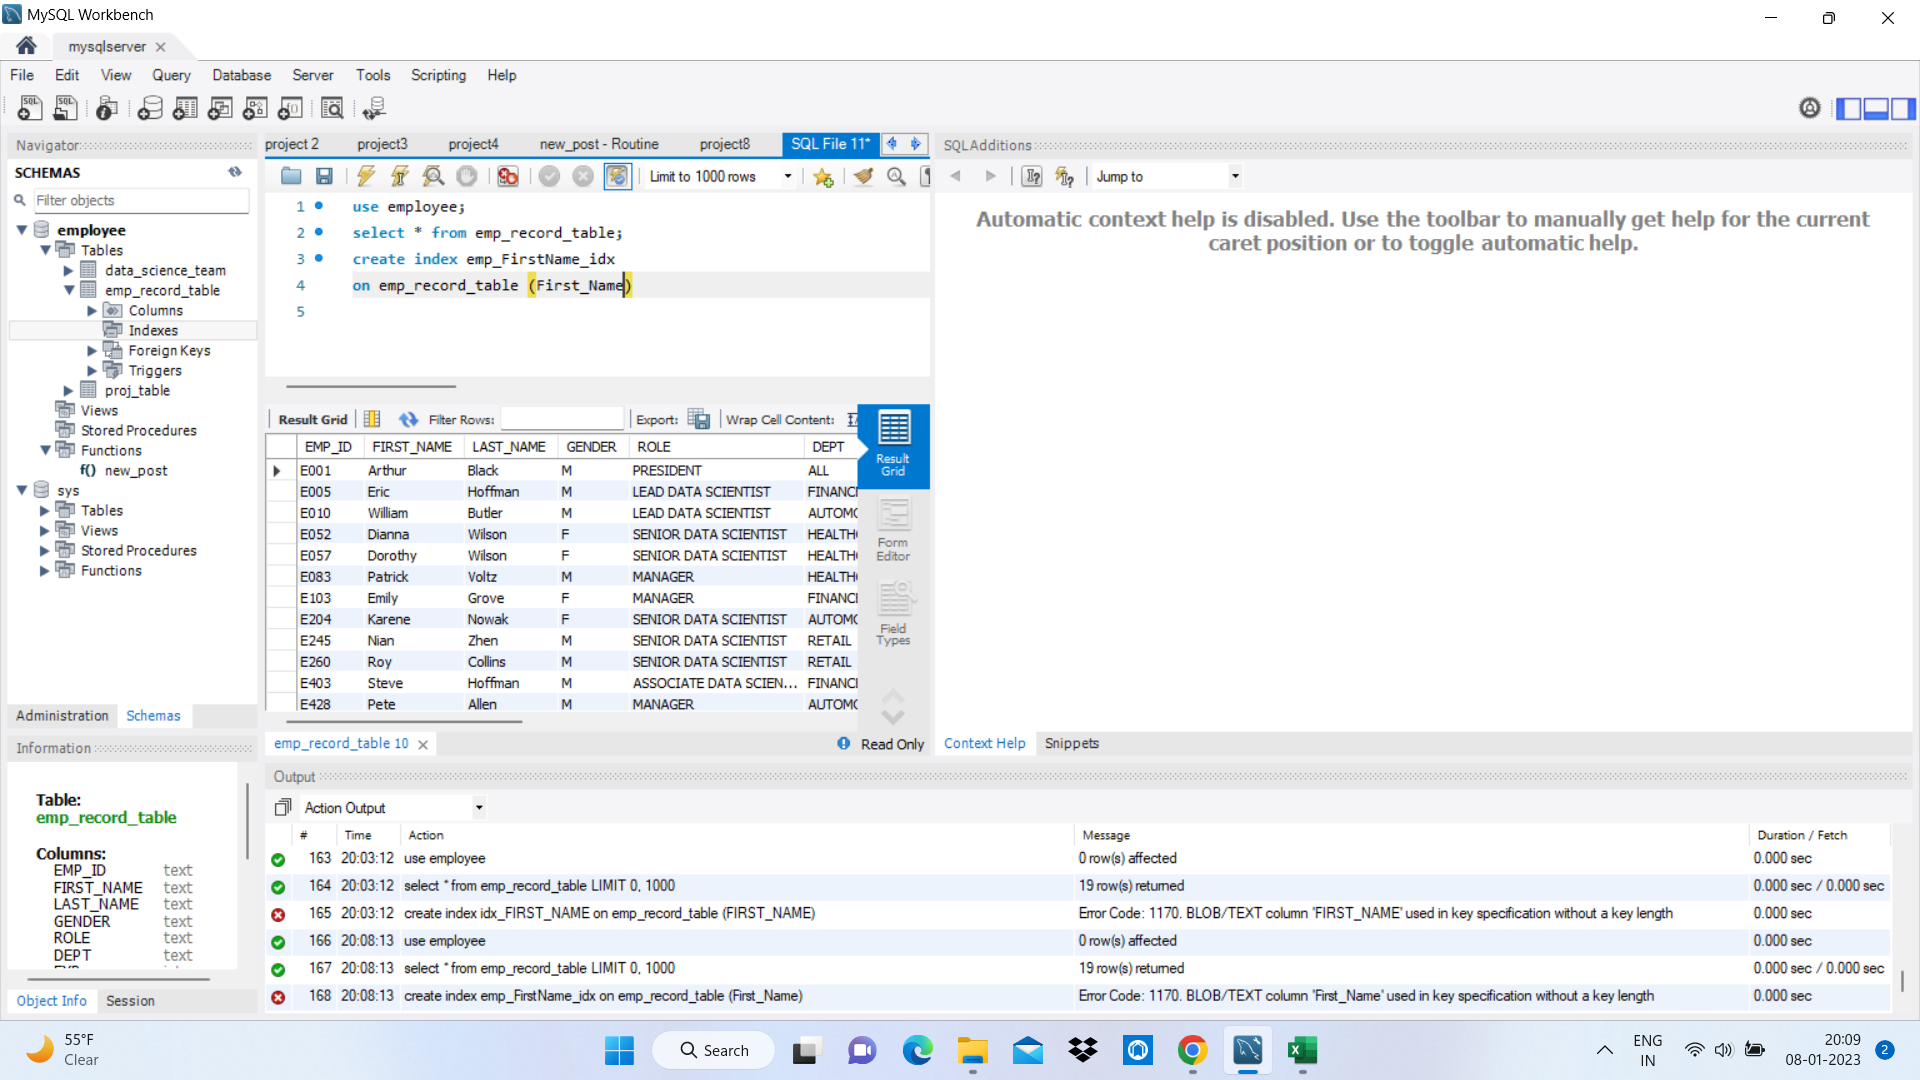 MySQL Workbench
mysqlserver
File Edit View Query Database Server Tools Scripting Help
Navigator
SCHEMAS
Filter objects
employee
Tables
data_science_team
emp_record_table
Columns
Indexes
Foreign Keys
Triggers
proj_table
Views
Stored Procedures
Functions
f() new_post
sys
Tables
Views
Stored Procedures
Functions
Administration Schemas
Information
Table:
emp_record_table
Columns:
EMP_ID text
FIRST_NAME text
LAST_NAME text
GENDER text
ROLE text
DEPT text
Object Info Session
project 2 project3 project4 new_post - Routine project8 SQL File 11*
Limit to 1000 rows
1 use employee;
2 select * from emp_record_table;
3 create index emp_FirstName_idx
4 on emp_record_table (First_Name)
5
Result Grid Filter Rows: Export: Wrap Cell Content:
EMP_ID FIRST_NAME LAST_NAME GENDER ROLE DEPT
E001 Arthur Black M PRESIDENT ALL
E005 Eric Hoffman M LEAD DATA SCIENTIST FINANC
E010 William Butler M LEAD DATA SCIENTIST AUTOMO
E052 Dianna Wilson F SENIOR DATA SCIENTIST HEALTH
E057 Dorothy Wilson F SENIOR DATA SCIENTIST HEALTH
E083 Patrick Voltz M MANAGER HEALTH
E103 Emily Grove F MANAGER FINANC
E204 Karene Nowak F SENIOR DATA SCIENTIST AUTOMO
E245 Nian Zhen M SENIOR DATA SCIENTIST RETAIL
E260 Roy Collins M SENIOR DATA SCIENTIST RETAIL
E403 Steve Hoffman M ASSOCIATE DATA SCIEN... FINANC
E428 Pete Allen M MANAGER AUTOMO
Result
Grid
Form
Editor
Field
Types
emp_record_table 10 Read Only
SQLAdditions
Jump to
Automatic context help is disabled. Use the toolbar to manually get help for the current
caret position or to toggle automatic help.
Context Help Snippets
Output
Action Output
# Time Action Message Duration / Fetch
163 20:03:12 use employee 0 row(s) affected 0.000 sec
164 20:03:12 select * from emp_record_table LIMIT 0, 1000 19 row(s) returned 0.000 sec / 0.000 sec
165 20:03:12 create index idx_FIRST_NAME on emp_record_table (FIRST_NAME) Error Code: 1170. BLOB/TEXT column 'FIRST_NAME' used in key specification without a key length 0.000 sec
166 20:08:13 use employee 0 row(s) affected 0.000 sec
167 20:08:13 select * from emp_record_table LIMIT 0, 1000 19 row(s) returned 0.000 sec / 0.000 sec
168 20:08:13 create index emp_FirstName_idx on emp_record_table (First_Name) Error Code: 1170. BLOB/TEXT column 'First_Name' used in key specification without a key length 0.000 sec
55°F
Clear
Search
ENG
IN
20:09
08-01-2023
2